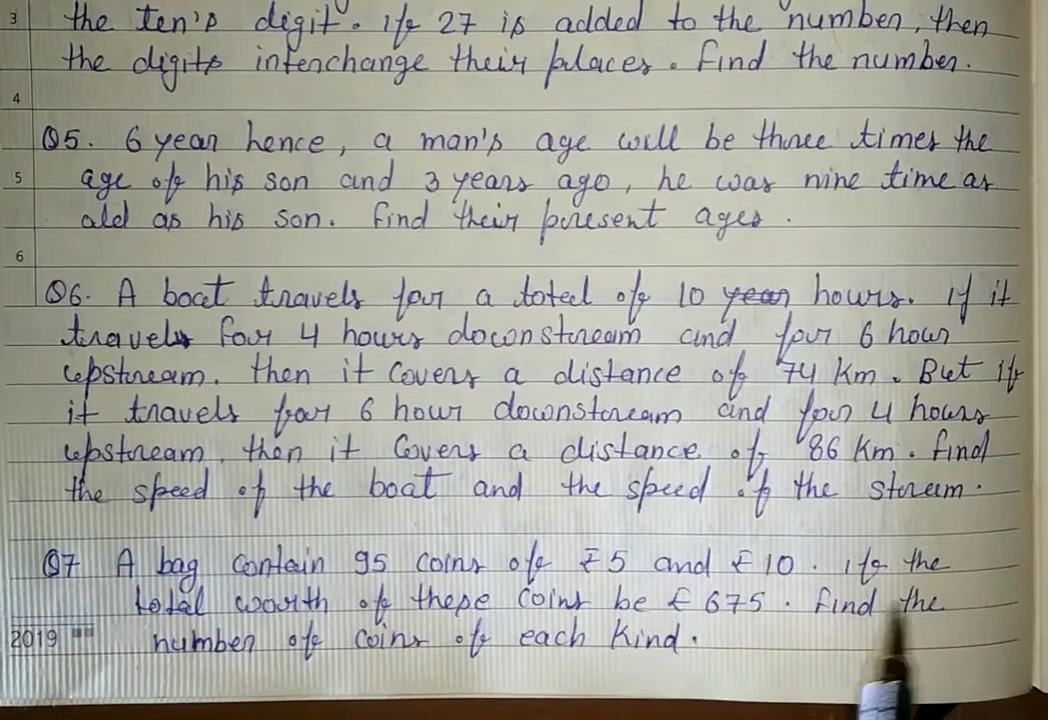 3
the ten's digit. If 27 is added to the number, then
the digits interchange their places. Find the number.
4
Q5. 6 year hence, a man's age will be three times the
5
age of his son and 3 years ago, he was nine time as
old as his son. Find their present ages.
6
Q6. A boat travels for a total of 10 year hours. If it
travels for 4 hours downstream and for 6 hour
upstream, then it covers a distance of 74 Km. But if
it travels for 6 hour downstream and for 4 hours
upstream, then it covers a distance of 86 Km. Find
the speed of the boat and the speed of the stream.
Q7 A bag contain 95 coins of ₹5 and ₹10. If the
total worth of these coins be ₹675. Find the
2019
number of coins of each Kind.